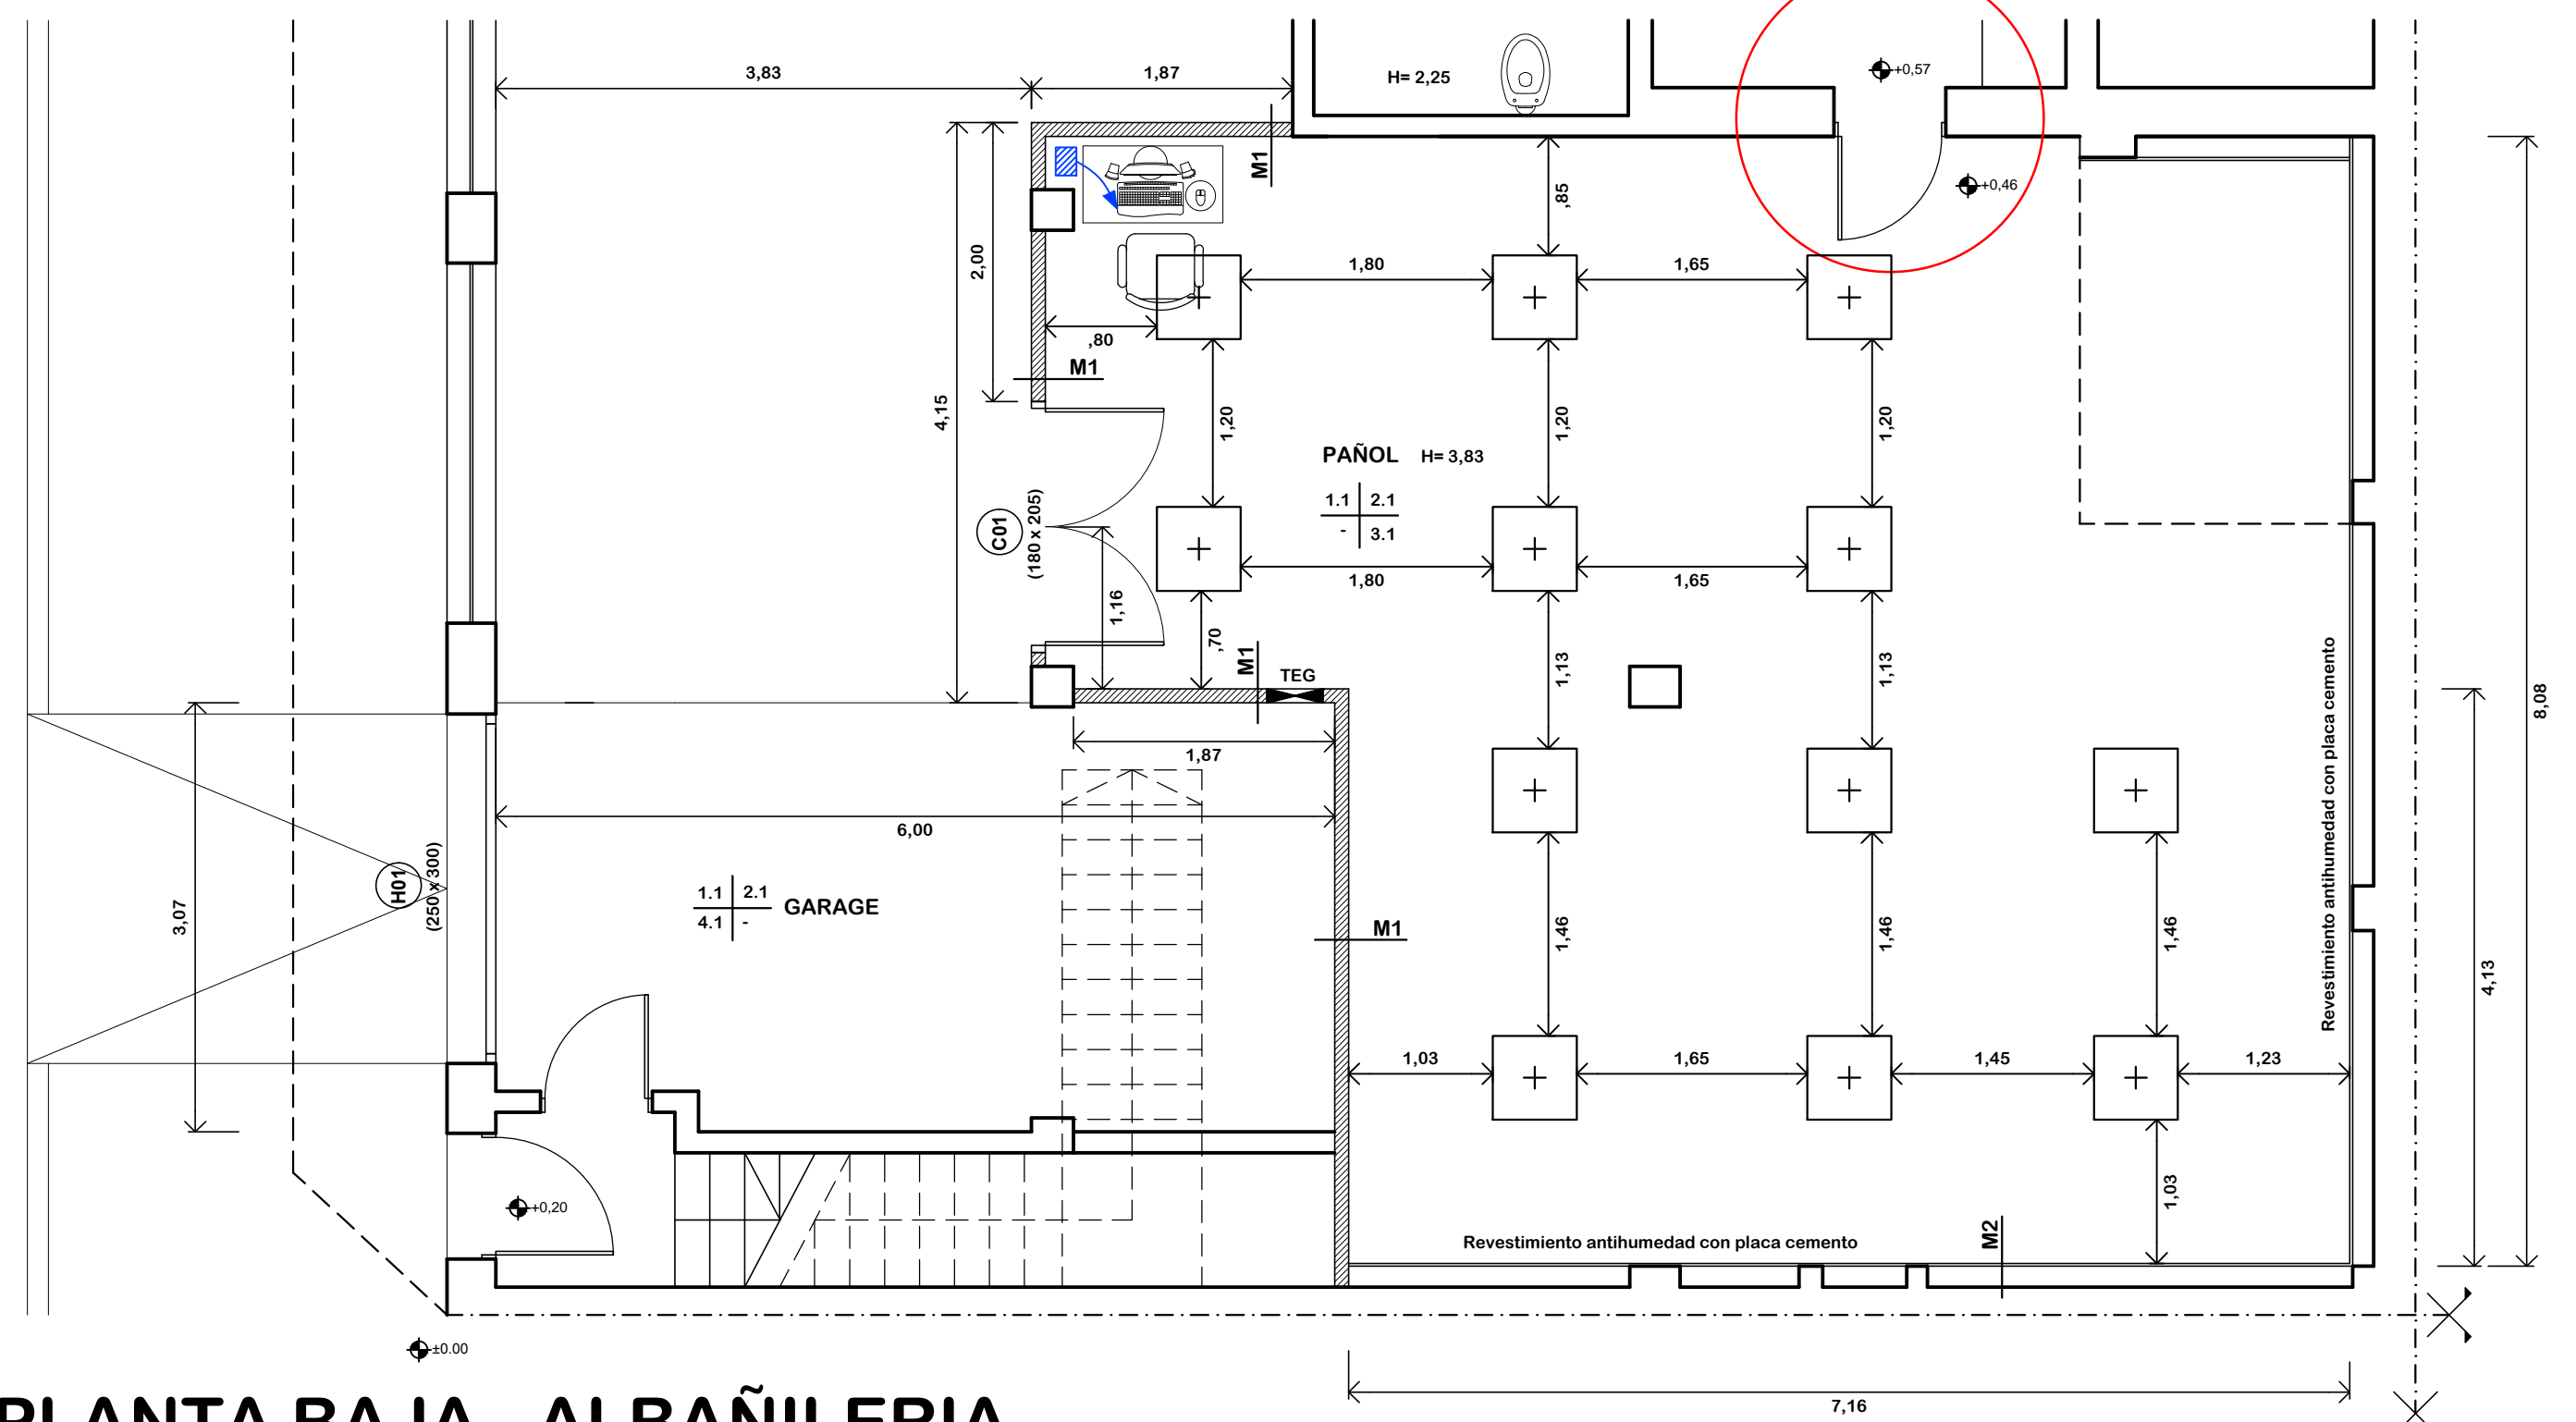 3,83
1,87
H= 2,25
+0,57
M1
,85
+0,46
2,00
1,80
1,65
,80
M1
4,15
1,20
1,20
1,20
PAÑOL H= 3,83
1.1 2.1
- 3.1
C01
(180 x 205)
1,80
1,65
1,16
,70
M1
TEG
1,13
1,13
Revestimiento antihumedad con placa cemento
8,08
1,87
6,00
H01
(250 x 300)
3,07
1.1 2.1
4.1 -
GARAGE
M1
1,46
1,46
1,46
4,13
1,03
1,65
1,45
1,23
+0,20
1,03
Revestimiento antihumedad con placa cemento
M2
±0.00
7,16
PLANTA BAJA - ALBAÑILERIA